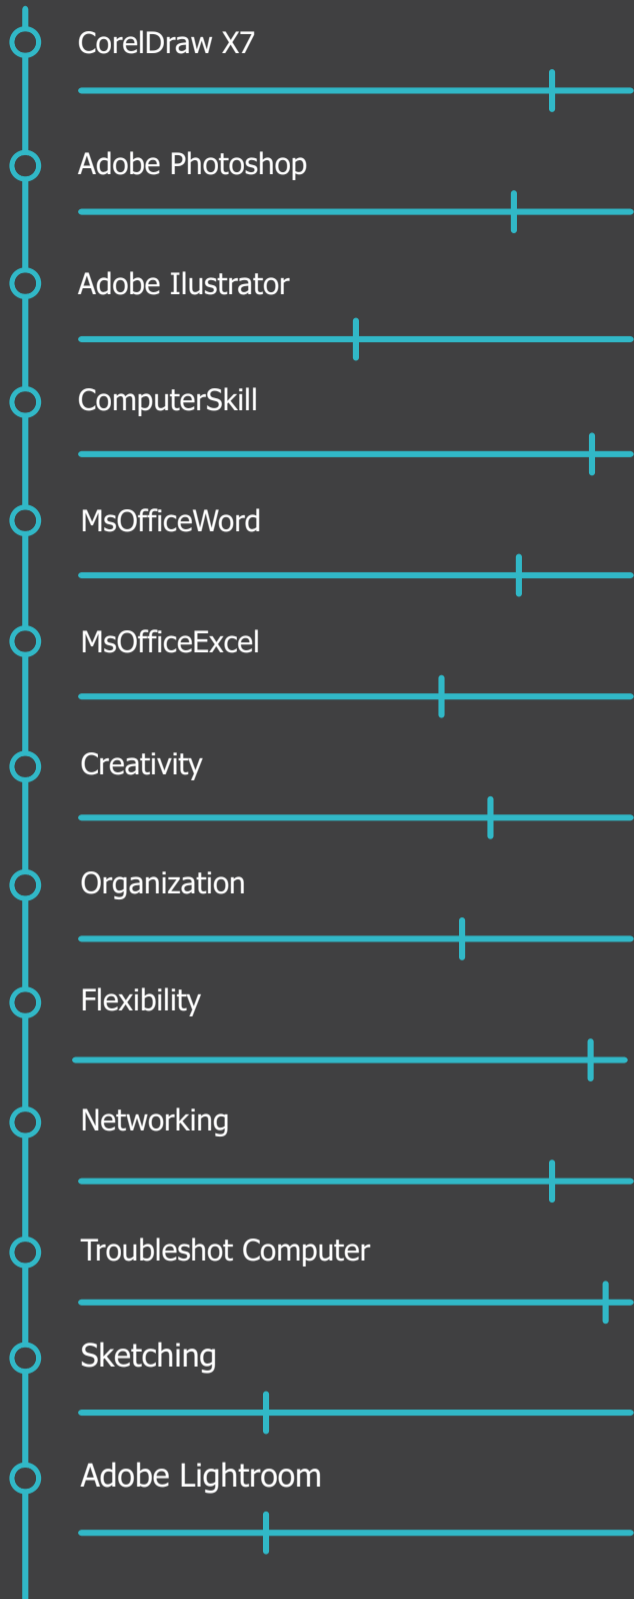 CorelDraw X7
Adobe Photoshop
Adobe Ilustrator
ComputerSkill
MsOfficeWord
MsOfficeExcel
Creativity
Organization
Flexibility
Networking
Troubleshot Computer
Sketching
Adobe Lightroom